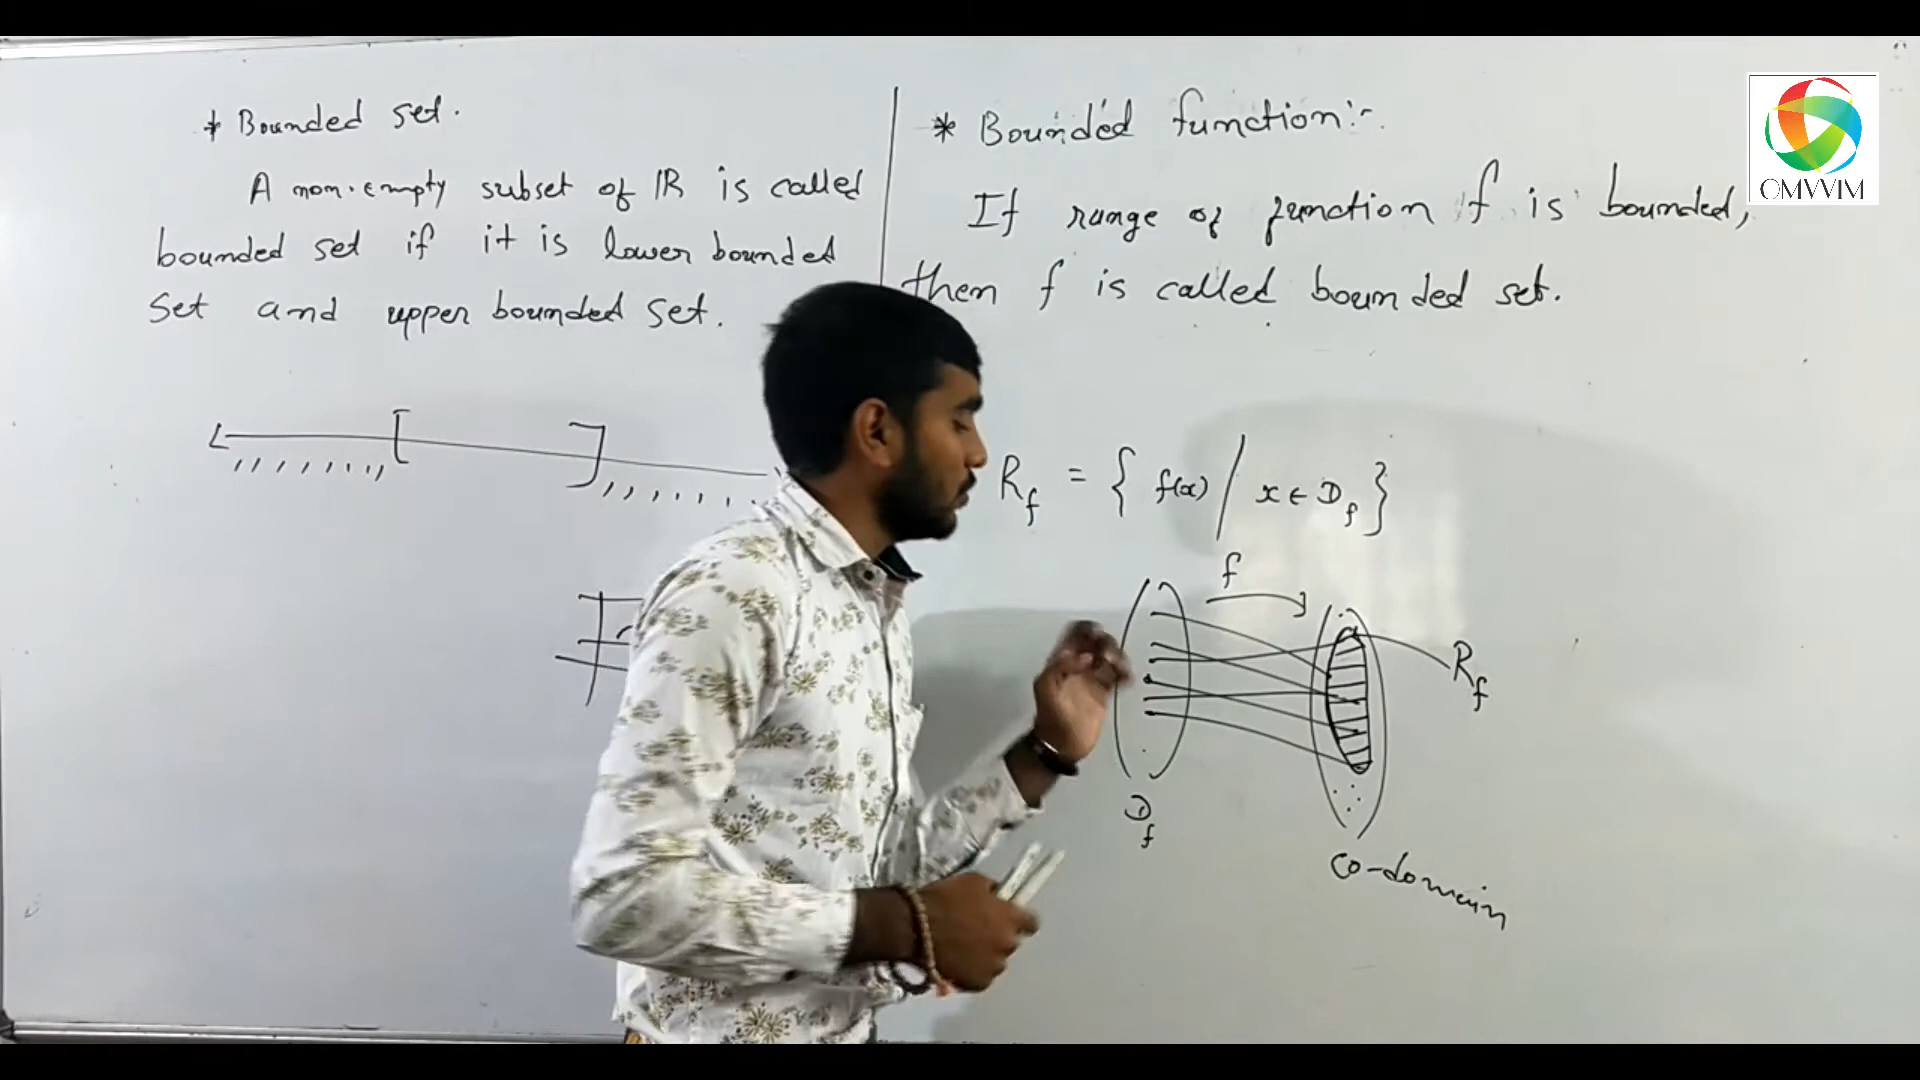 * Bounded set.
A non-empty subset of IR is called
bounded set if it is lower bounded
set and upper bounded set.
* Bounded function:-
If range of function f is bounded,
then f is called bounded set.
R_f = { f(x) / x ∈ D_f }
f
R_f
D_f
co-domain
OMVVIM